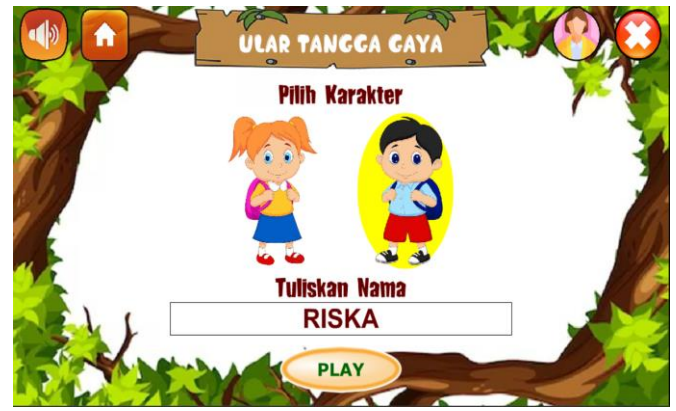 ULAR TANGGA GAYA
Pilih Karakter
Tuliskan Nama
RISKA
PLAY